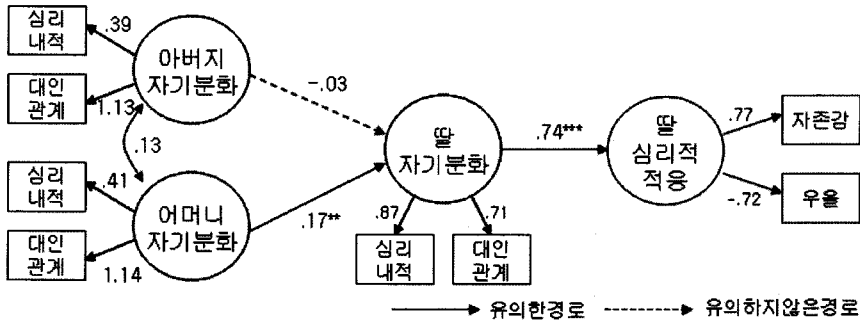 심리
내적
.39
아버지
자기분화
대인
관계
1.13
-.03
.13
심리
내적
.41
어머니
자기분화
대인
관계
1.14
.17**
딸
자기분화
.87
.71
심리
내적
대인
관계
.74***
딸
심리적
적응
.77
자존감
-.72
우울
유의한경로
유의하지않은경로